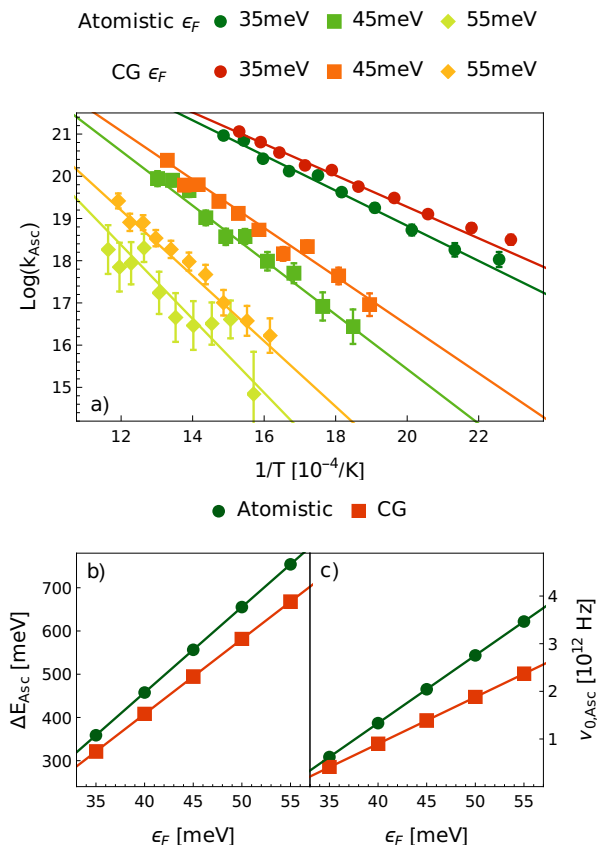 Atomistic ϵF 35meV 45meV 55meV
CG ϵF 35meV 45meV 55meV
Log(kAsc)
21
20
19
18
17
16
15
a)
12 14 16 18 20 22
1/T [10⁻⁴/K]
Atomistic CG
b) c)
ΔEAsc [meV]
700
600
500
400
300
4
3
2
1
ν0,Asc [10¹² Hz]
35 40 45 50 55 35 40 45 50 55
ϵF [meV] ϵF [meV]